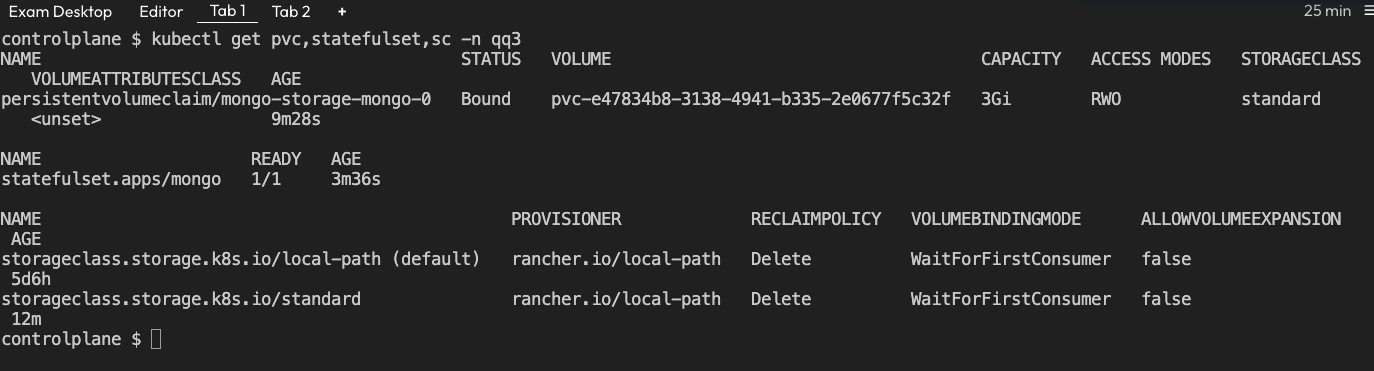 Exam Desktop Editor Tab 1 Tab 2 + 25 min
controlplane $ kubectl get pvc,statefulset,sc -n qq3
NAME STATUS VOLUME CAPACITY ACCESS MODES STORAGECLASS
VOLUMEATTRIBUTESCLASS AGE
persistentvolumeclaim/mongo-storage-mongo-0 Bound pvc-e47834b8-3138-4941-b335-2e0677f5c32f 3Gi RWO standard
<unset> 9m28s
NAME READY AGE
statefulset.apps/mongo 1/1 3m36s
NAME PROVISIONER RECLAIMPOLICY VOLUMEBINDINGMODE ALLOWVOLUMEEXPANSION
AGE
storageclass.storage.k8s.io/local-path (default) rancher.io/local-path Delete WaitForFirstConsumer false
5d6h
storageclass.storage.k8s.io/standard rancher.io/local-path Delete WaitForFirstConsumer false
12m
controlplane $